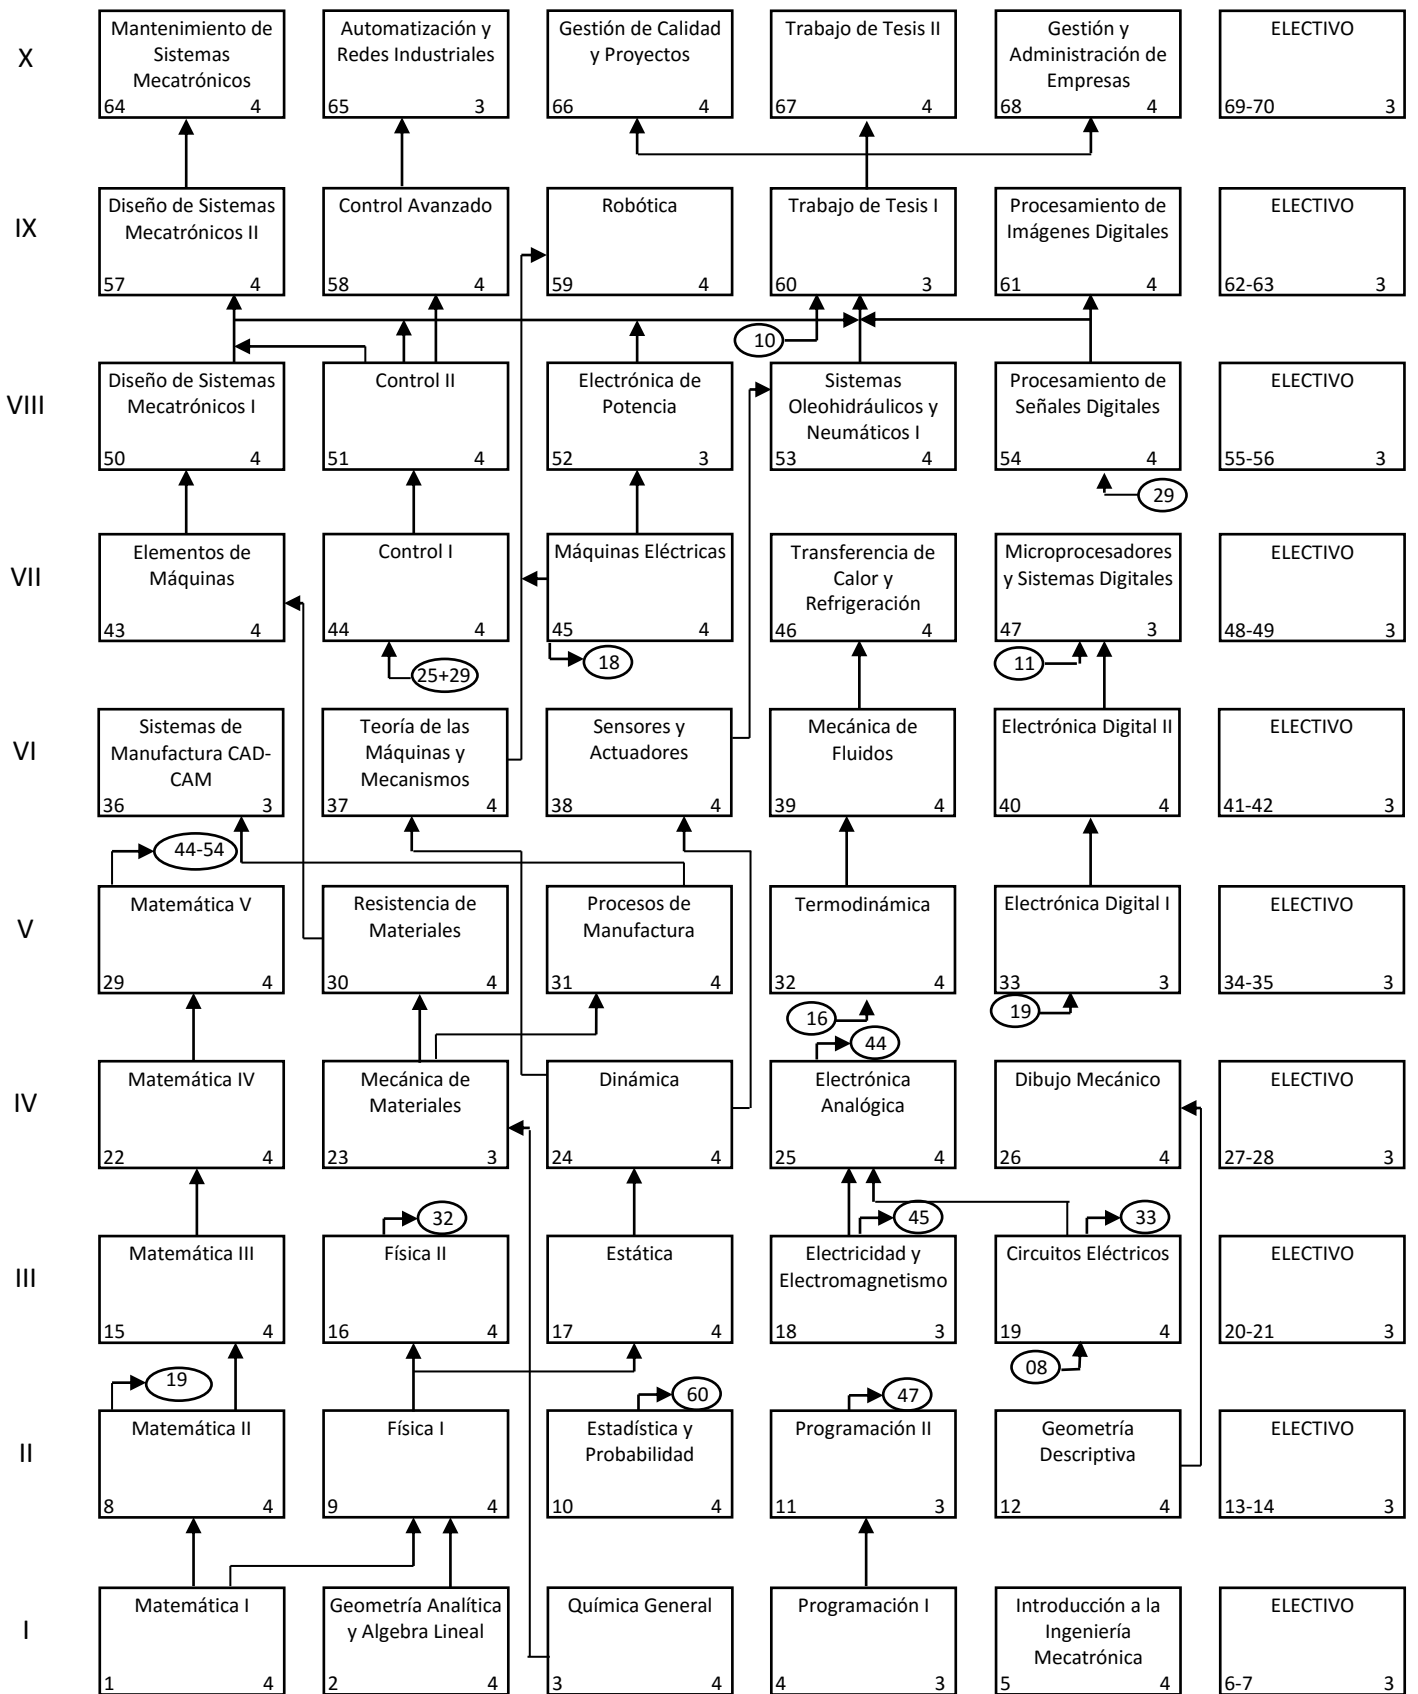 X
Mantenimiento de
Sistemas
Mecatrónicos
64 4
Automatización y
Redes Industriales
65 3
Gestión de Calidad
y Proyectos
66 4
Trabajo de Tesis II
67 4
Gestión y
Administración de
Empresas
68 4
ELECTIVO
69-70 3
IX
Diseño de Sistemas
Mecatrónicos II
57 4
Control Avanzado
58 4
Robótica
59 4
Trabajo de Tesis I
60 3
Procesamiento de
Imágenes Digitales
61 4
ELECTIVO
62-63 3
10
VIII
Diseño de Sistemas
Mecatrónicos I
50 4
Control II
51 4
Electrónica de
Potencia
52 3
Sistemas
Oleohidráulicos y
Neumáticos I
53 4
Procesamiento de
Señales Digitales
54 4
ELECTIVO
55-56 3
29
VII
Elementos de
Máquinas
43 4
Control I
44 4
Máquinas Eléctricas
45 4
Transferencia de
Calor y
Refrigeración
46 4
Microprocesadores
y Sistemas Digitales
47 3
ELECTIVO
48-49 3
25+29
18
11
VI
Sistemas de
Manufactura CAD-
CAM
36 3
Teoría de las
Máquinas y
Mecanismos
37 4
Sensores y
Actuadores
38 4
Mecánica de
Fluidos
39 4
Electrónica Digital II
40 4
ELECTIVO
41-42 3
44-54
V
Matemática V
29 4
Resistencia de
Materiales
30 4
Procesos de
Manufactura
31 4
Termodinámica
32 4
Electrónica Digital I
33 3
ELECTIVO
34-35 3
16
19
44
IV
Matemática IV
22 4
Mecánica de
Materiales
23 3
Dinámica
24 4
Electrónica
Analógica
25 4
Dibujo Mecánico
26 4
ELECTIVO
27-28 3
32
45
33
III
Matemática III
15 4
Física II
16 4
Estática
17 4
Electricidad y
Electromagnetismo
18 3
Circuitos Eléctricos
19 4
ELECTIVO
20-21 3
19
08
60
47
II
Matemática II
8 4
Física I
9 4
Estadística y
Probabilidad
10 4
Programación II
11 3
Geometría
Descriptiva
12 4
ELECTIVO
13-14 3
I
Matemática I
1 4
Geometría Analítica
y Algebra Lineal
2 4
Química General
3 4
Programación I
4 3
Introducción a la
Ingeniería
Mecatrónica
5 4
ELECTIVO
6-7 3